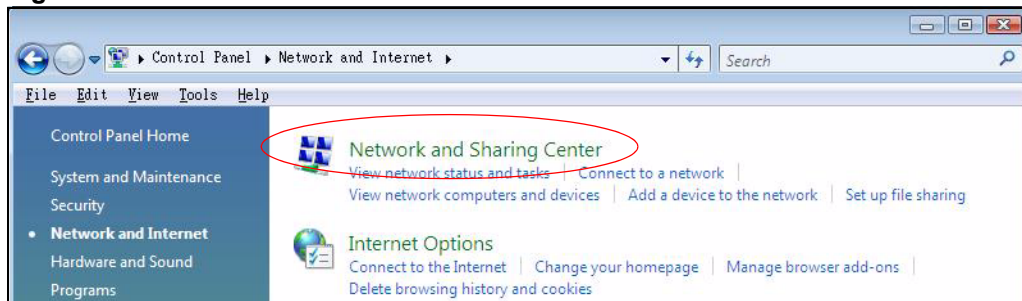 Control Panel ▸ Network and Internet ▸
Search
File Edit View Tools Help
Control Panel Home
System and Maintenance
Security
• Network and Internet
Hardware and Sound
Programs
Network and Sharing Center
View network status and tasks | Connect to a network |
View network computers and devices | Add a device to the network | Set up file sharing
Internet Options
Connect to the Internet | Change your homepage | Manage browser add-ons |
Delete browsing history and cookies